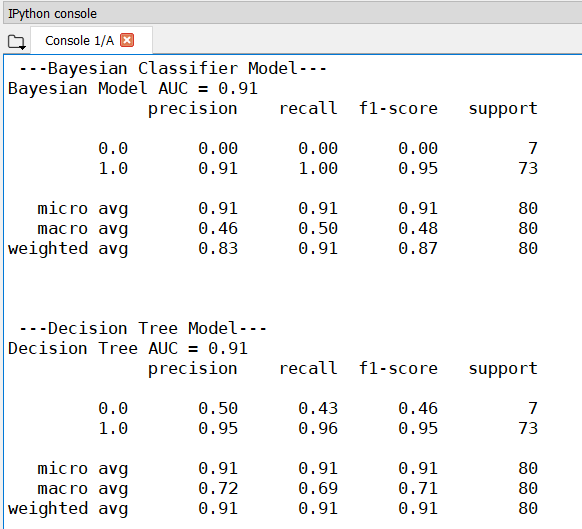 IPython console
Console 1/A
---Bayesian Classifier Model---
Bayesian Model AUC = 0.91
precision recall f1-score support
0.0 0.00 0.00 0.00 7
1.0 0.91 1.00 0.95 73
micro avg 0.91 0.91 0.91 80
macro avg 0.46 0.50 0.48 80
weighted avg 0.83 0.91 0.87 80
---Decision Tree Model---
Decision Tree AUC = 0.91
precision recall f1-score support
0.0 0.50 0.43 0.46 7
1.0 0.95 0.96 0.95 73
micro avg 0.91 0.91 0.91 80
macro avg 0.72 0.69 0.71 80
weighted avg 0.91 0.91 0.91 80